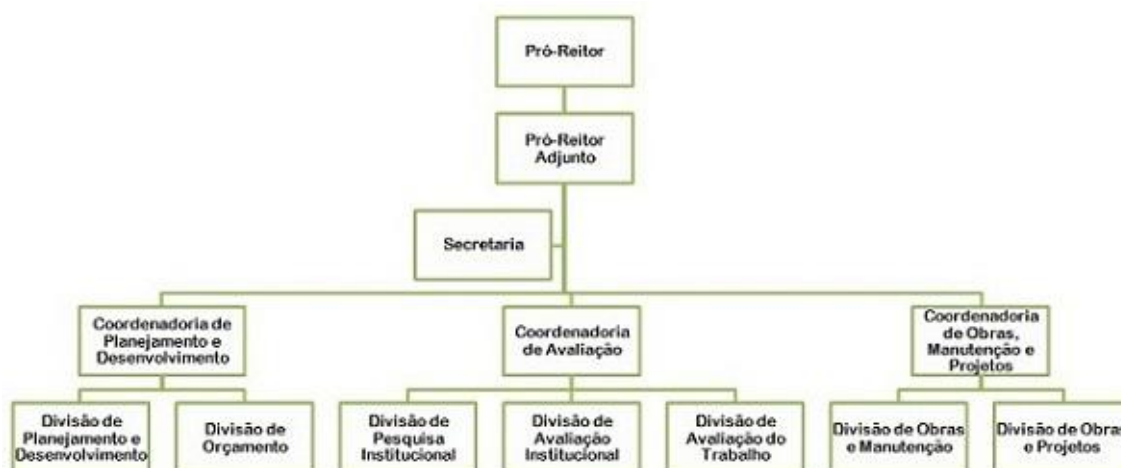 Pró-Reitor
Pró-Reitor
Adjunto
Secretaria
Coordenadoria de
Planejamento e
Desenvolvimento
Coordenadoria
de Avaliação
Coordenadoria
de Obras,
Manutenção e
Projetos
Divisão de
Planejamento e
Desenvolvimento
Divisão de
Orçamento
Divisão de
Pesquisa
Institucional
Divisão de
Avaliação
Institucional
Divisão de
Avaliação do
Trabalho
Divisão de Obras
e Manutenção
Divisão de Obras
e Projetos